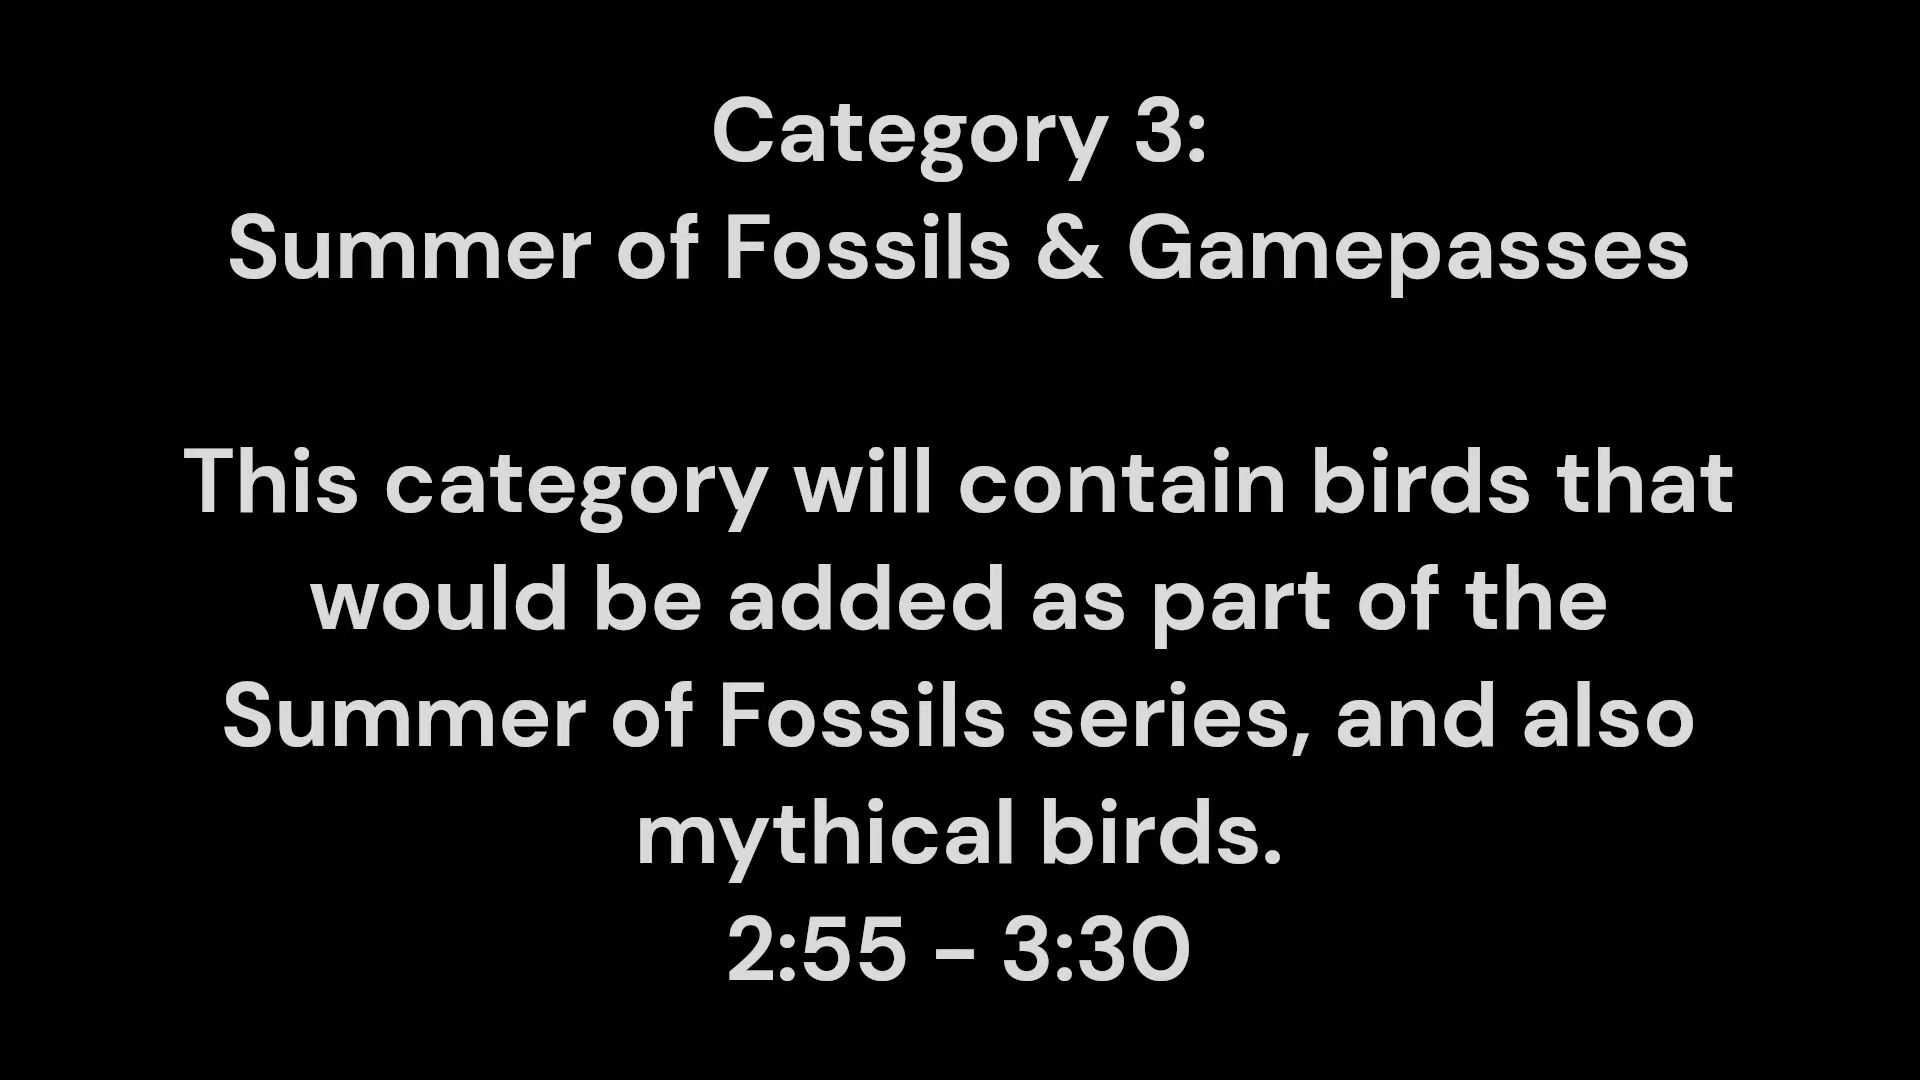 Category 3:
Summer of Fossils & Gamepasses
This category will contain birds that
would be added as part of the
Summer of Fossils series, and also
mythical birds.
2:55 - 3:30